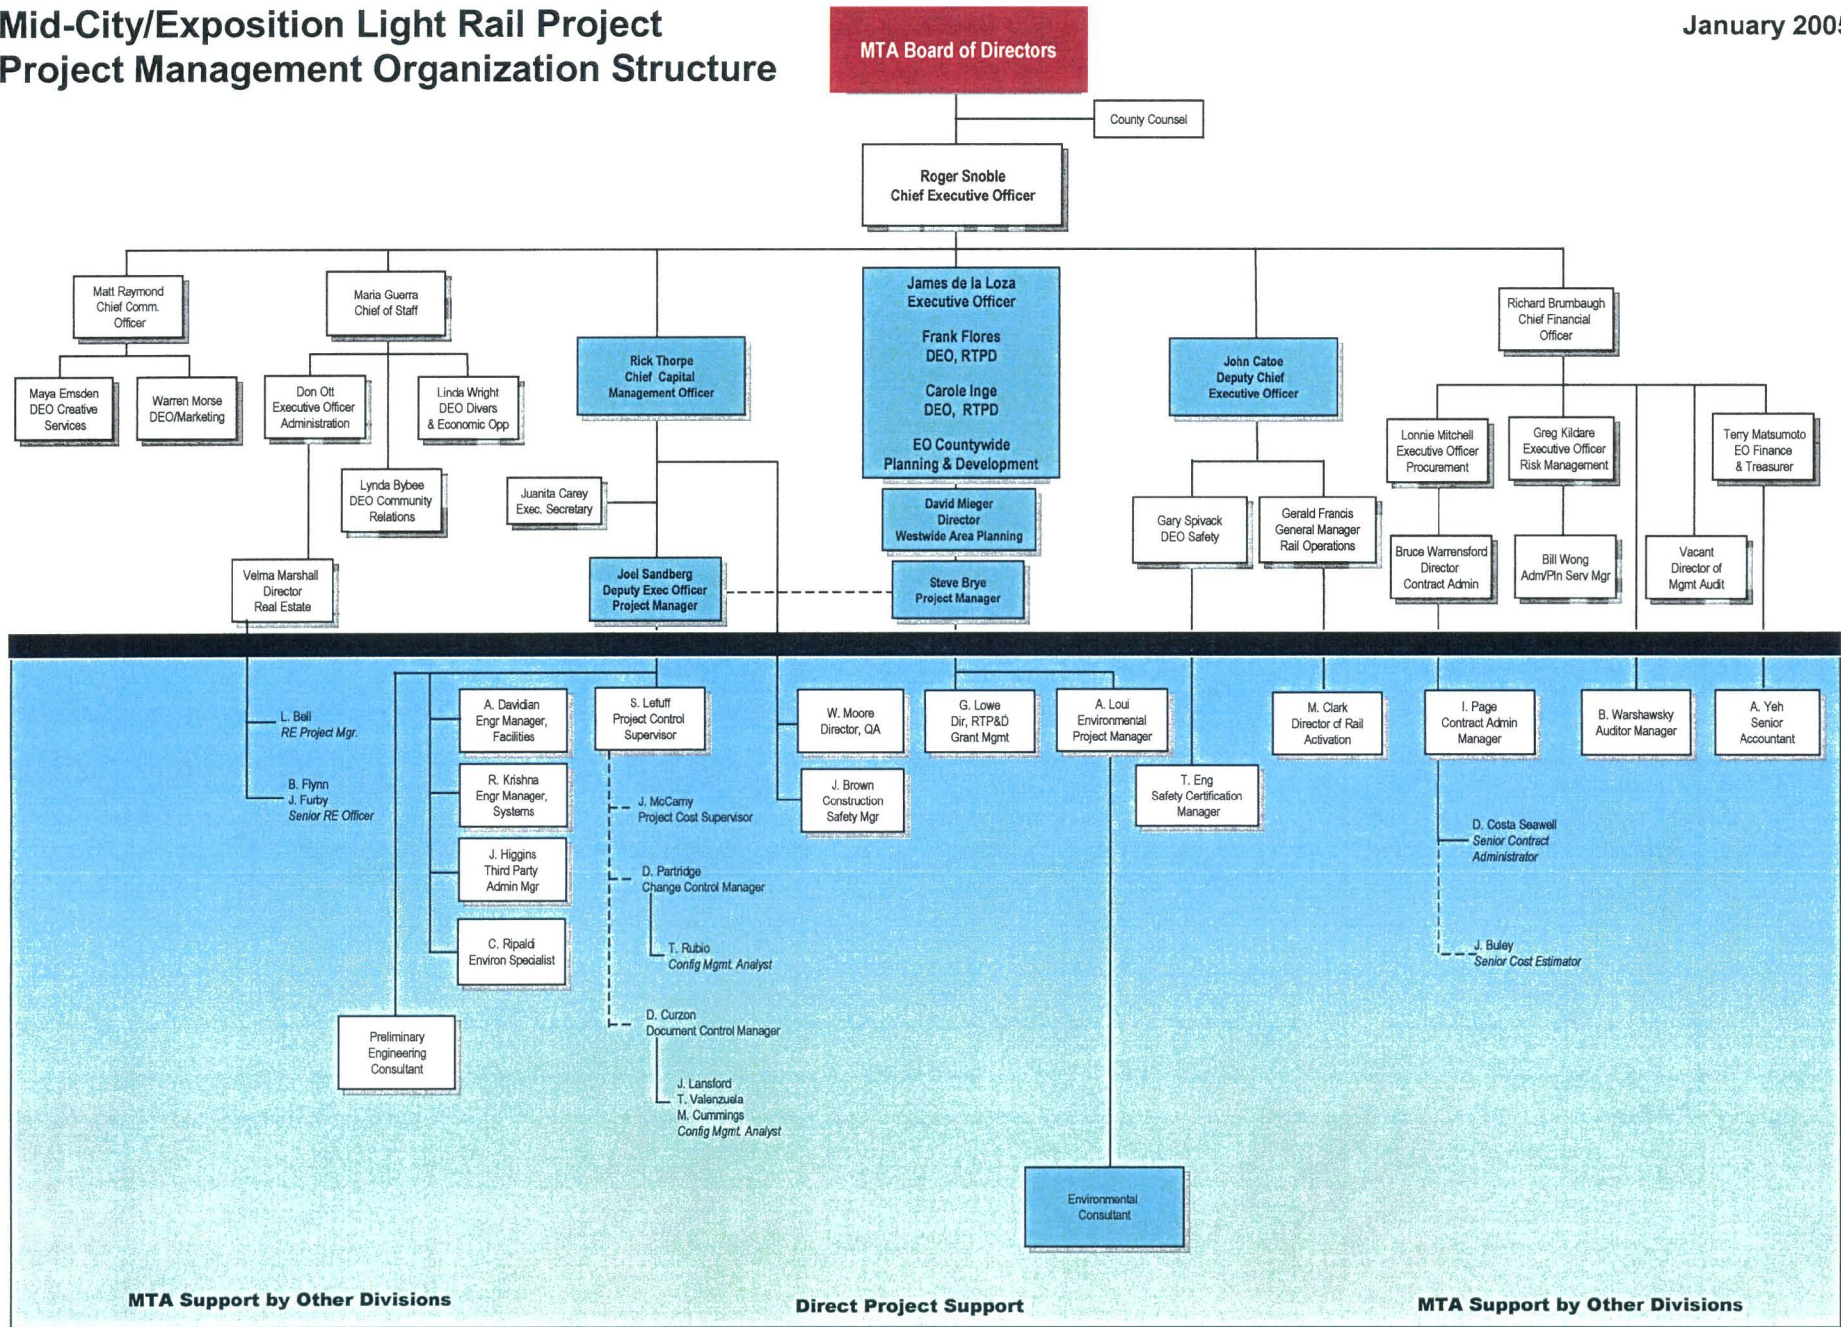 Mid-City/Exposition Light Rail Project
Project Management Organization Structure
January 2005
MTA Board of Directors
County Counsel
Roger Snoble
Chief Executive Officer
Matt Raymond
Chief Comm.
Officer
Maria Guerra
Chief of Staff
Rick Thorpe
Chief Capital
Management Officer
James de la Loza
Executive Officer
Frank Flores
DEO, RTPD
Carole Inge
DEO, RTPD
EO Countywide
Planning & Development
John Catoe
Deputy Chief
Executive Officer
Richard Brumbaugh
Chief Financial
Officer
Maya Emsden
DEO Creative
Services
Warren Morse
DEO/Marketing
Don Ott
Executive Officer
Administration
Linda Wright
DEO Divers
& Economic Opp
Lynda Bybee
DEO Community
Relations
Juanita Carey
Exec. Secretary
David Mieger
Director
Westwide Area Planning
Gary Spivack
DEO Safety
Gerald Francis
General Manager
Rail Operations
Lonnie Mitchell
Executive Officer
Procurement
Greg Kildare
Executive Officer
Risk Management
Terry Matsumoto
EO Finance
& Treasurer
Velma Marshall
Director
Real Estate
Joel Sandberg
Deputy Exec Officer
Project Manager
Steve Brye
Project Manager
Bruce Warrensford
Director
Contract Admin
Bill Wong
Adm/Pln Serv Mgr
Vacant
Director of
Mgmt Audit
L. Bell
RE Project Mgr.
B. Flynn
J. Furby
Senior RE Officer
A. Davidian
Engr Manager,
Facilities
R. Krishna
Engr Manager,
Systems
J. Higgins
Third Party
Admin Mgr
C. Ripaldi
Environ Specialist
Preliminary
Engineering
Consultant
S. Lefuff
Project Control
Supervisor
J. McCamy
Project Cost Supervisor
D. Partridge
Change Control Manager
T. Rubio
Config Mgmt. Analyst
D. Curzon
Document Control Manager
J. Lansford
T. Valenzuela
M. Cummings
Config Mgmt. Analyst
W. Moore
Director, QA
J. Brown
Construction
Safety Mgr
G. Lowe
Dir, RTP&D
Grant Mgmt
A. Loui
Environmental
Project Manager
Environmental
Consultant
T. Eng
Safety Certification
Manager
M. Clark
Director of Rail
Activation
I. Page
Contract Admin
Manager
D. Costa Seawell
Senior Contract
Administrator
J. Buley
Senior Cost Estimator
B. Warshawsky
Auditor Manager
A. Yeh
Senior
Accountant
MTA Support by Other Divisions
Direct Project Support
MTA Support by Other Divisions